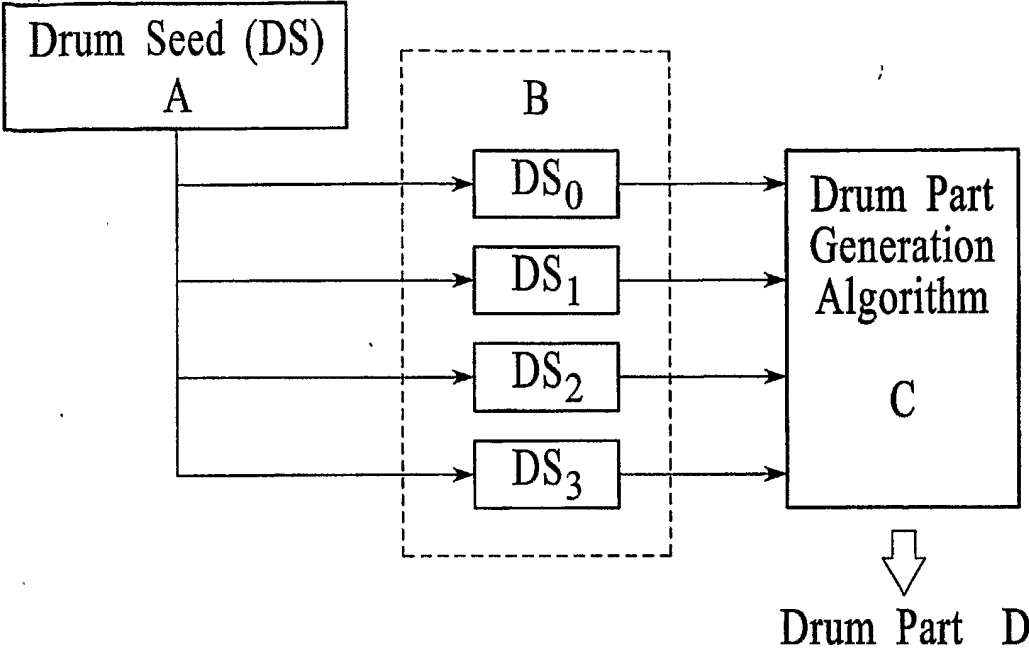 Drum Seed (DS)
A
B
DS0
DS1
DS2
DS3
Drum Part
Generation
Algorithm
C
Drum Part D